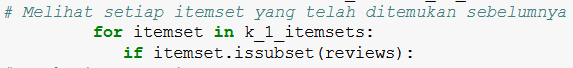 # Melihat setiap itemset yang telah ditemukan sebelumnya
for itemset in k_1_itemsets:
if itemset.issubset(reviews):